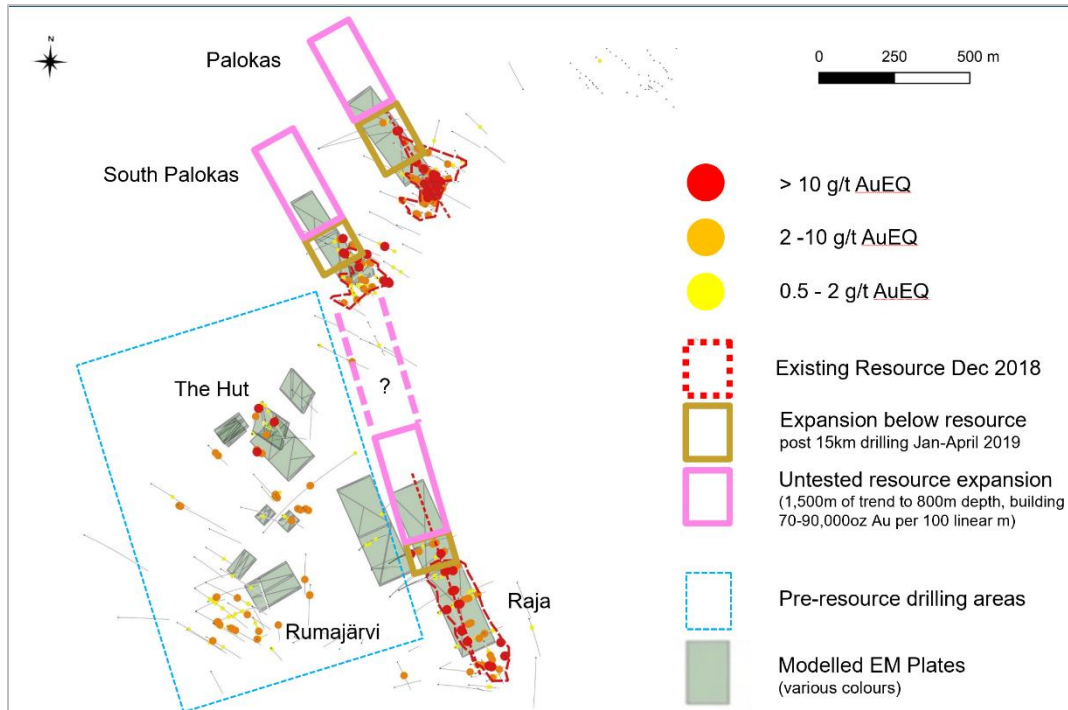 N
Palokas
South Palokas
The Hut
?
Rumajärvi
Raja
0 250 500 m
> 10 g/t AuEQ
2 -10 g/t AuEQ
0.5 - 2 g/t AuEQ
Existing Resource Dec 2018
Expansion below resource
post 15km drilling Jan-April 2019
Untested resource expansion
(1,500m of trend to 800m depth, building
70-90,000oz Au per 100 linear m)
Pre-resource drilling areas
Modelled EM Plates
(various colours)